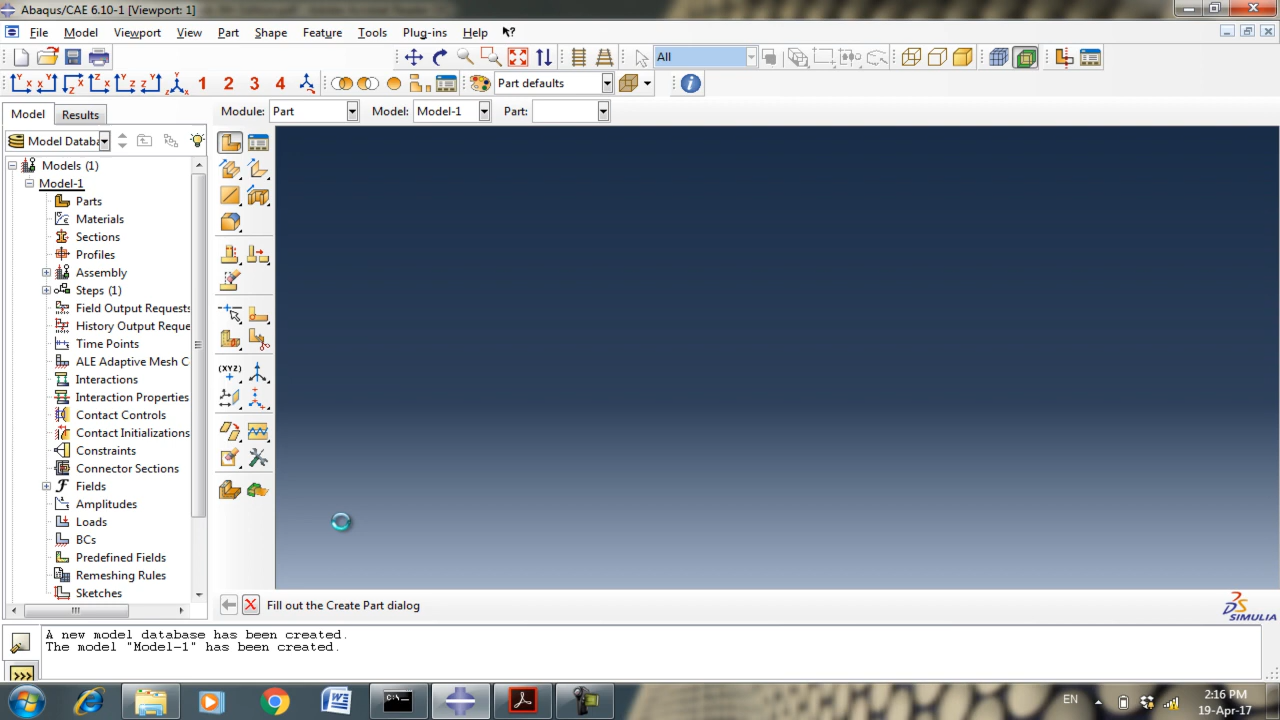 Abaqus/CAE 6.10-1 [Viewport: 1]
File Model Viewport View Part Shape Feature Tools Plug-ins Help
All
1 2 3 4 Part defaults
Model Results
Module: Part Model: Model-1 Part:
Model Databa
Models (1)
Model-1
Parts
Materials
Sections
Profiles
Assembly
Steps (1)
Field Output Requests
History Output Reque
Time Points
ALE Adaptive Mesh C
Interactions
Interaction Properties
Contact Controls
Contact Initializations
Constraints
Connector Sections
Fields
Amplitudes
Loads
BCs
Predefined Fields
Remeshing Rules
Sketches
(XYZ)
Fill out the Create Part dialog
SIMULIA
A new model database has been created.
The model "Model-1" has been created.
>>>
EN
2:16 PM
19-Apr-17